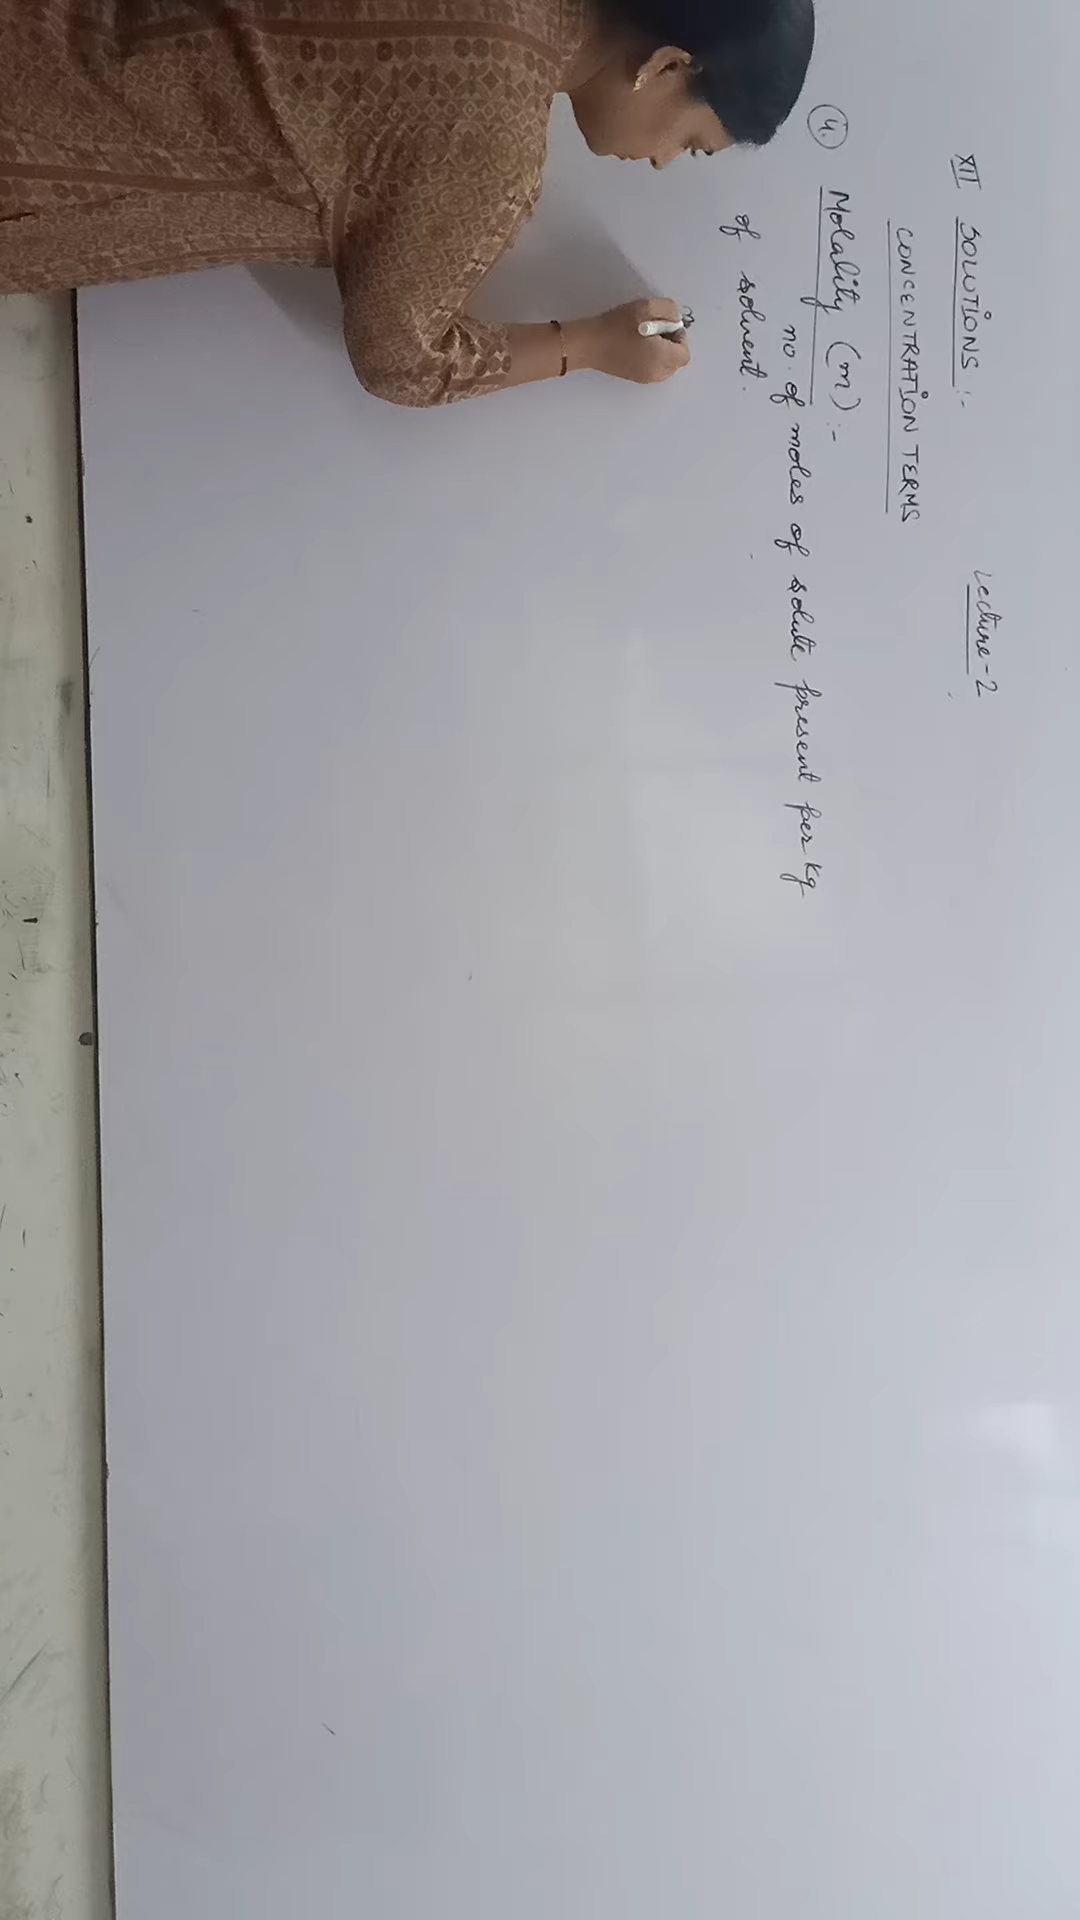 XII SOLUTIONS :- Lecture-2
CONCENTRATION TERMS
4. Molality (m) :-
no. of moles of solute present per kg
of solvent.
m